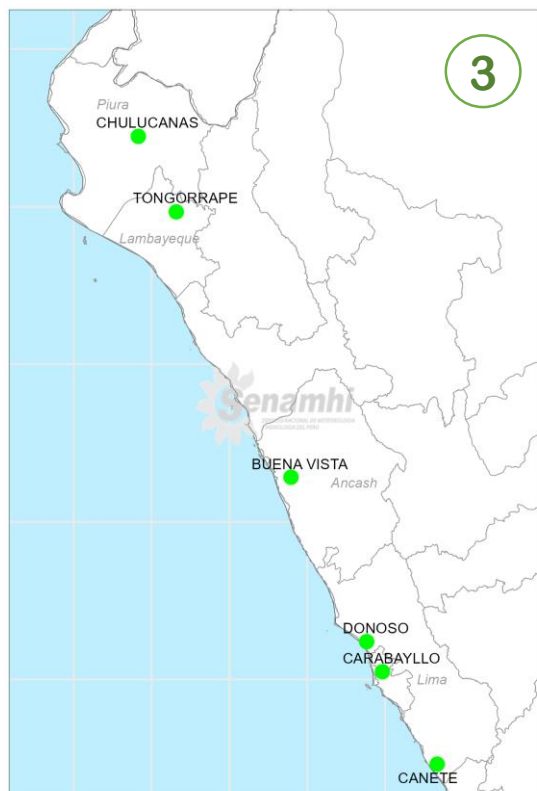 3
Piura
CHULUCANAS
TONGORRAPE
Lambayeque
Senamhi
BUENA VISTA
Ancash
DONOSO
CARABAYLLO
Lima
CANETE